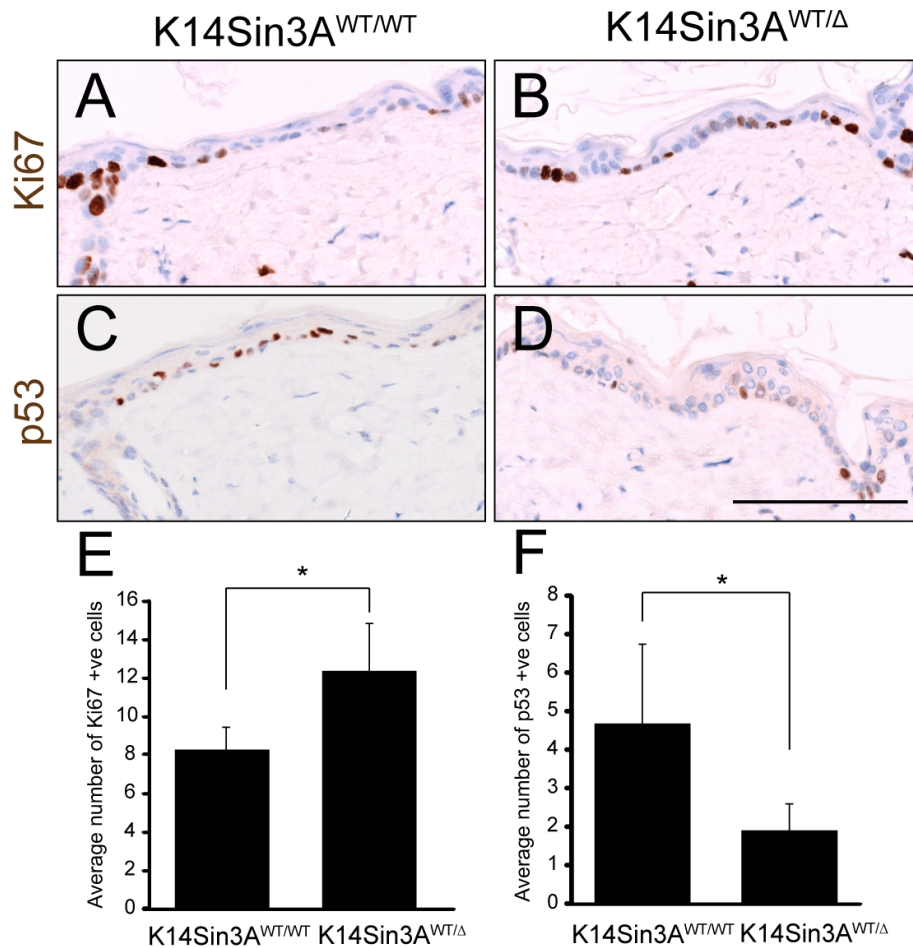 K14Sin3A^WT/WT K14Sin3A^WT/Δ
Ki67
A
B
p53
C
D
E
*
Average number of Ki67 +ve cells
16
14
12
10
8
6
4
2
0
K14Sin3A^WT/WT K14Sin3A^WT/Δ
F
*
Average number of p53 +ve cells
8
7
6
5
4
3
2
1
0
K14Sin3A^WT/WT K14Sin3A^WT/Δ